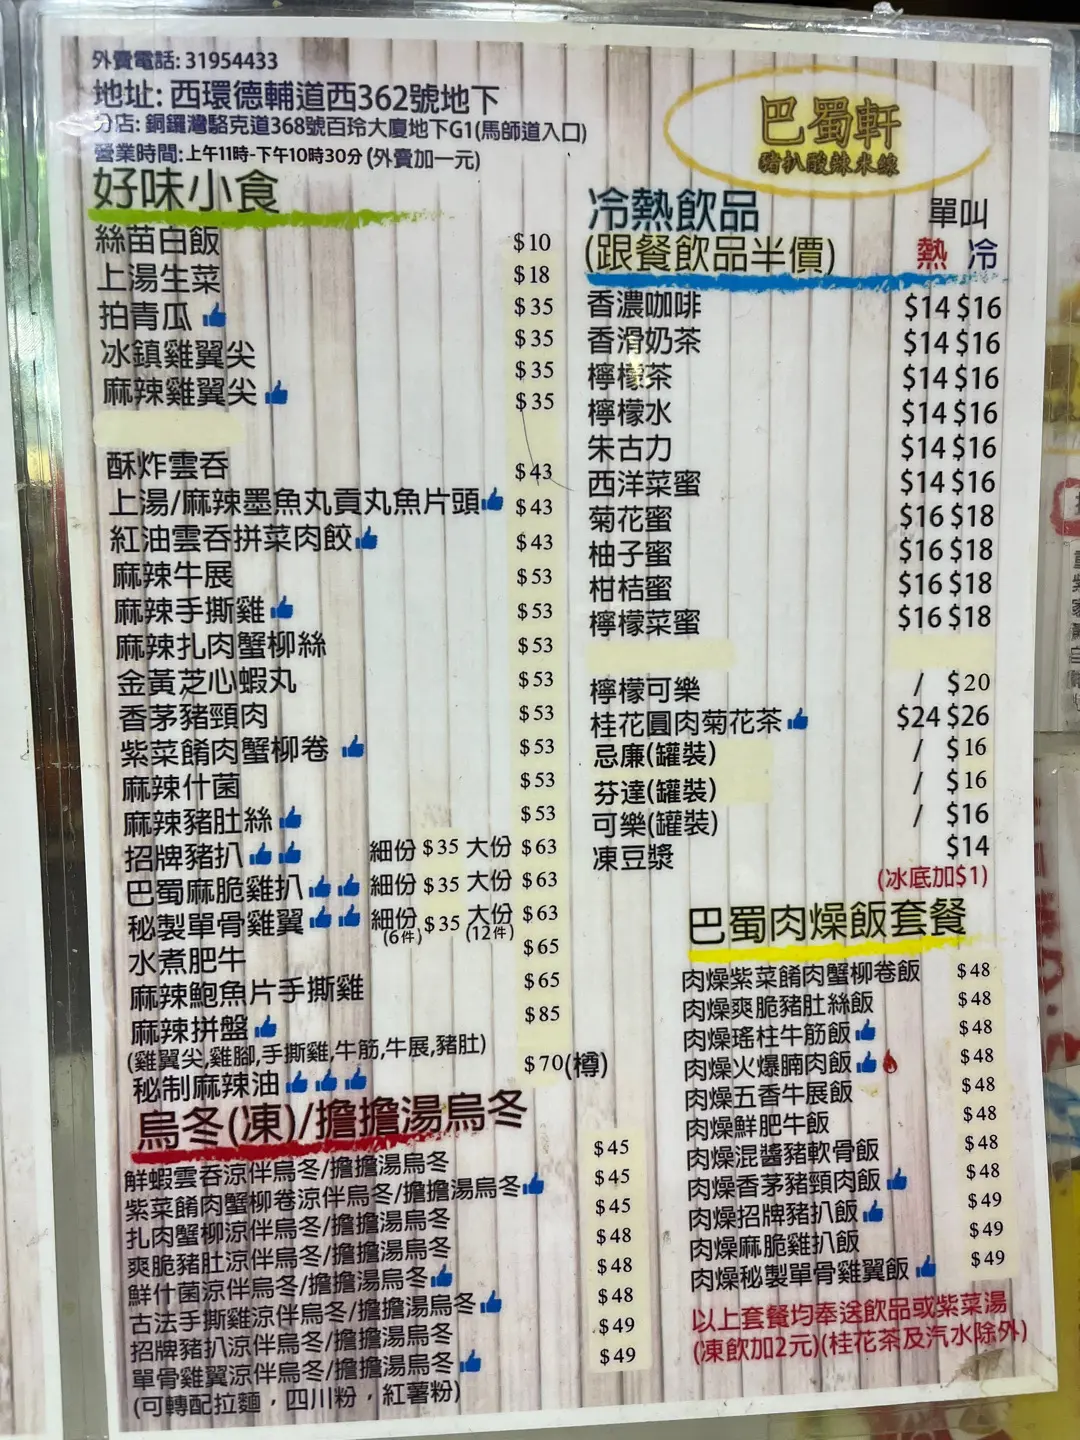 外賣電話: 31954433
地址: 西環德輔道西362號地下
分店: 銅鑼灣駱克道368號百玲大廈地下G1(馬師道入口)
營業時間:上午11時-下午10時30分 (外賣加一元)
巴蜀軒
豬扒酸辣米線
好味小食
絲苗白飯 $10
上湯生菜 $18
拍青瓜 $35
冰鎮雞翼尖 $35
麻辣雞翼尖 $35
$35
酥炸雲吞 $43
上湯/麻辣墨魚丸貢丸魚片頭 $43
紅油雲吞拼菜肉餃 $43
麻辣牛展 $53
麻辣手撕雞 $53
麻辣扎肉蟹柳絲 $53
金黃芝心蝦丸 $53
香茅豬頸肉 $53
紫菜餚肉蟹柳卷 $53
麻辣什菌 $53
麻辣豬肚絲 $53
招牌豬扒 細份 $35 大份 $63
巴蜀麻脆雞扒 細份 $35 大份 $63
秘製單骨雞翼 細份(6件) $35 大份(12件) $63
水煮肥牛 $65
麻辣鮑魚片手撕雞 $65
麻辣拼盤 $85
(雞翼尖,雞腳,手撕雞,牛筋,牛展,豬肚)
秘制麻辣油 $70(樽)
烏冬(凍)/擔擔湯烏冬
鮮蝦雲吞涼伴烏冬/擔擔湯烏冬 $45
紫菜餚肉蟹柳卷涼伴烏冬/擔擔湯烏冬 $45
扎肉蟹柳涼伴烏冬/擔擔湯烏冬 $45
爽脆豬肚涼伴烏冬/擔擔湯烏冬 $48
鮮什菌涼伴烏冬/擔擔湯烏冬 $48
古法手撕雞涼伴烏冬/擔擔湯烏冬 $48
招牌豬扒涼伴烏冬/擔擔湯烏冬 $49
單骨雞翼涼伴烏冬/擔擔湯烏冬 $49
(可轉配拉麵，四川粉，紅薯粉)
冷熱飲品 單叫
(跟餐飲品半價) 熱 冷
香濃咖啡 $14 $16
香滑奶茶 $14 $16
檸檬茶 $14 $16
檸檬水 $14 $16
朱古力 $14 $16
西洋菜蜜 $14 $16
菊花蜜 $16 $18
柚子蜜 $16 $18
柑桔蜜 $16 $18
檸檬菜蜜 $16 $18
檸檬可樂 / $20
桂花圓肉菊花茶 $24 $26
忌廉(罐裝) / $16
芬達(罐裝) / $16
可樂(罐裝) / $16
凍豆漿 $14
(冰底加$1)
巴蜀肉燥飯套餐
肉燥紫菜餚肉蟹柳卷飯 $48
肉燥爽脆豬肚絲飯 $48
肉燥瑤柱牛筋飯 $48
肉燥火爆腩肉飯 $48
肉燥五香牛展飯 $48
肉燥鮮肥牛飯 $48
肉燥混醬豬軟骨飯 $48
肉燥香茅豬頸肉飯 $48
肉燥招牌豬扒飯 $49
肉燥麻脆雞扒飯 $49
肉燥秘製單骨雞翼飯 $49
以上套餐均奉送飲品或紫菜湯
(凍飲加2元)(桂花茶及汽水除外)